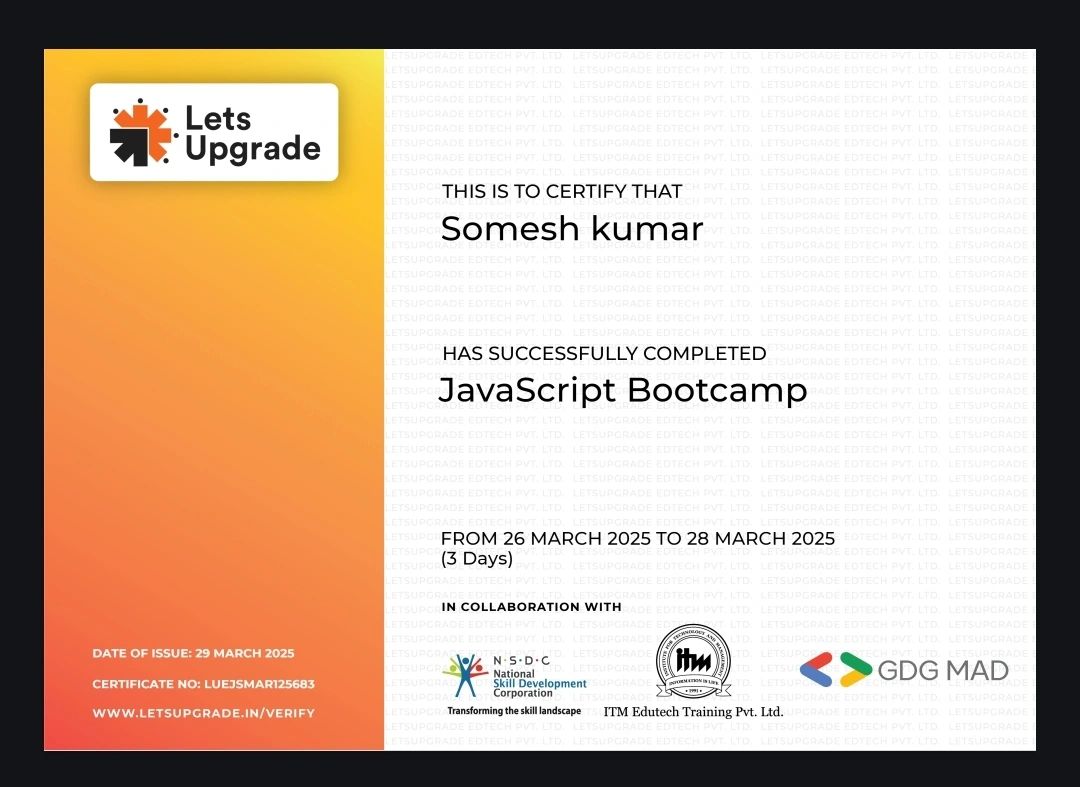 Lets
Upgrade
THIS IS TO CERTIFY THAT
Somesh kumar
HAS SUCCESSFULLY COMPLETED
JavaScript Bootcamp
FROM 26 MARCH 2025 TO 28 MARCH 2025
(3 Days)
IN COLLABORATION WITH
N·S·D·C
National
Skill Development
Corporation
Transforming the skill landscape
INSTITUTE FOR TECHNOLOGY AND MANAGEMENT
itm
INFORMATION IS LIFE
• 1991 •
ITM Edutech Training Pvt. Ltd.
GDG MAD
DATE OF ISSUE: 29 MARCH 2025
CERTIFICATE NO: LUEJSMAR125683
WWW.LETSUPGRADE.IN/VERIFY
LETSUPGRADE EDTECH PVT. LTD.